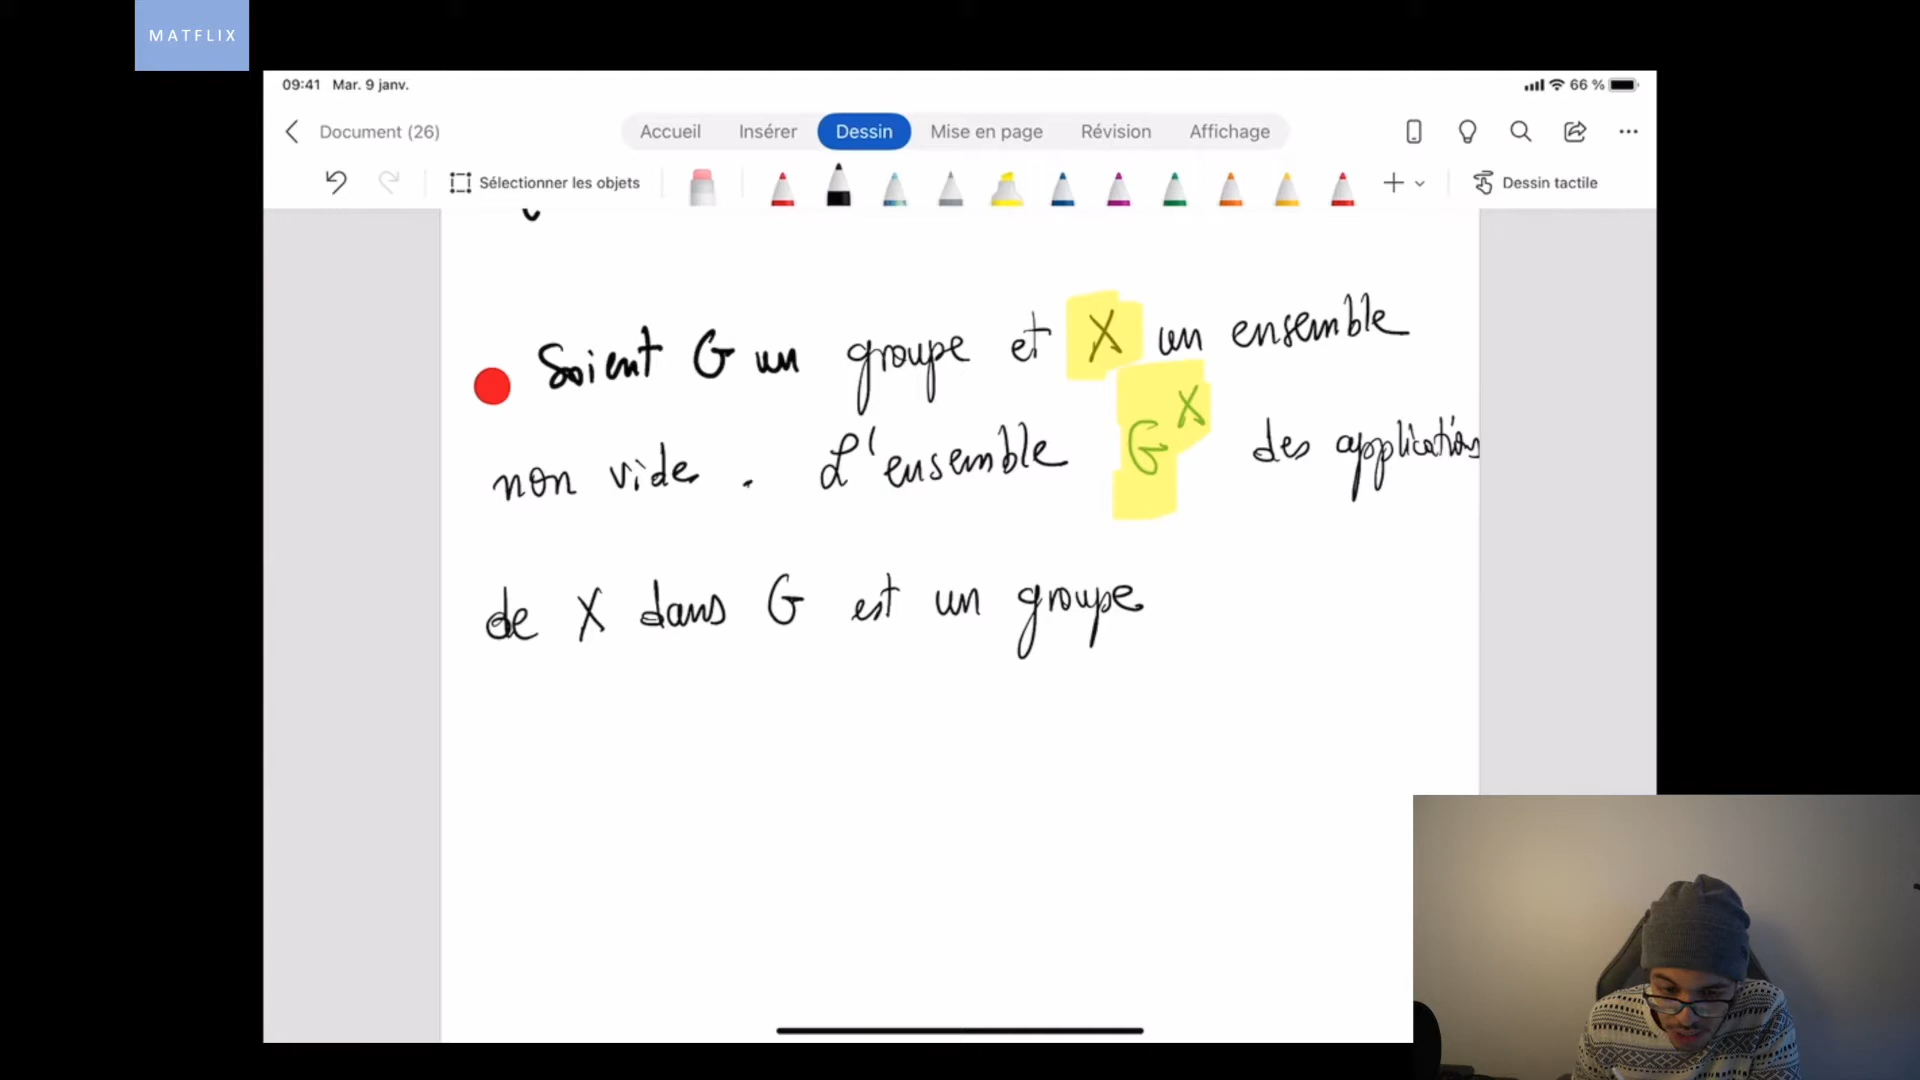 MATFLIX
09:41 Mar. 9 janv.
66 %
Document (26)
Accueil Insérer Dessin Mise en page Révision Affichage
Sélectionner les objets
Dessin tactile
Soient G un groupe et X un ensemble
non vide. L'ensemble G^X des applications
de X dans G est un groupe